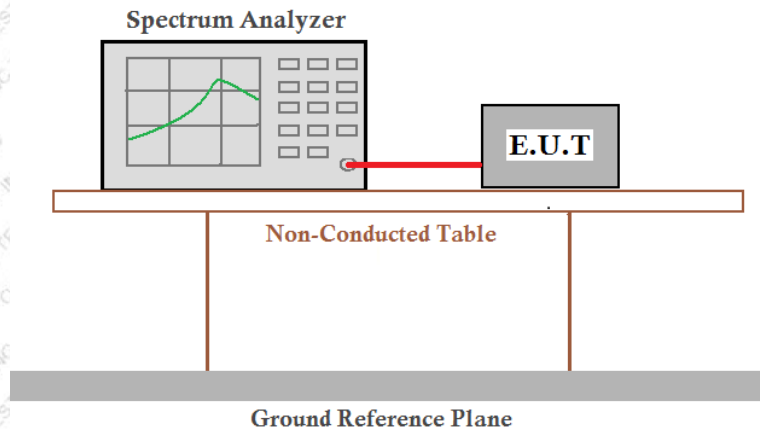 Spectrum Analyzer
E.U.T
Non-Conducted Table
Ground Reference Plane